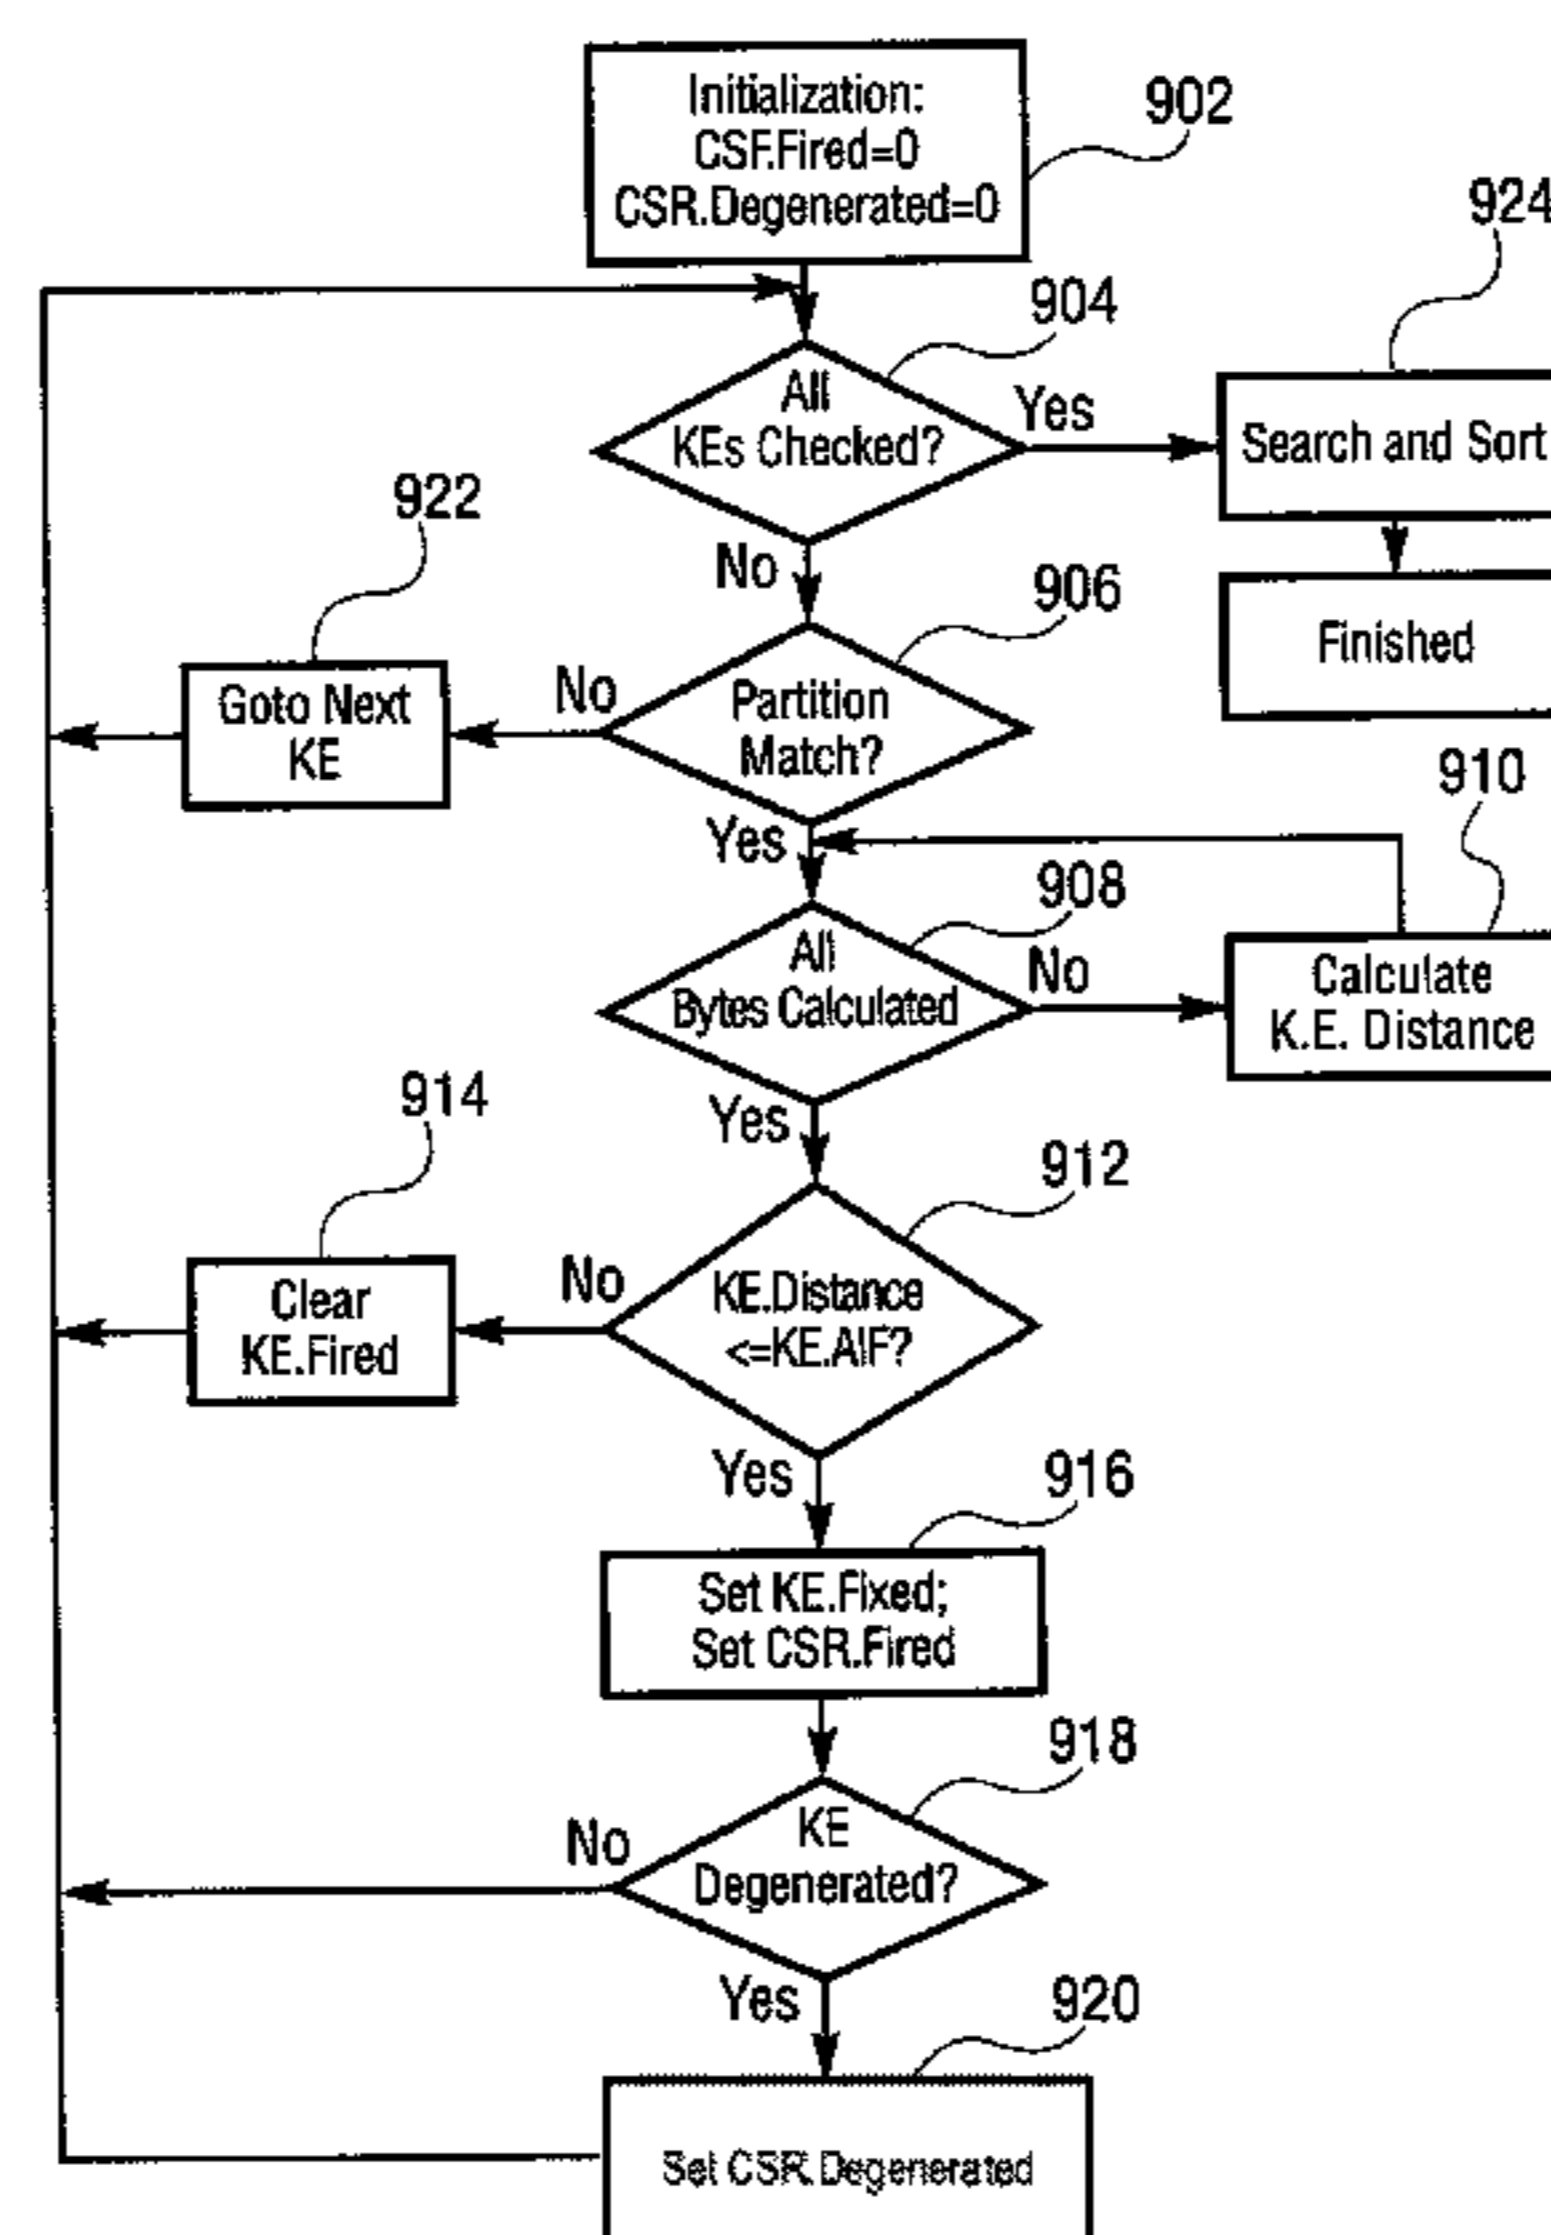 Initialization:
CSF.Fired=0
CSR.Degenerated=0
902
924
904
All
KEs Checked?
Yes
Search and Sort
922
No
906
Finished
Goto Next
KE
No
Partition
Match?
910
Yes
908
All
Bytes Calculated
No
Calculate
K.E. Distance
914
Yes
912
Clear
KE.Fired
No
KE.Distance
<=KE.AIF?
Yes
916
Set KE.Fixed;
Set CSR.Fired
918
No
KE
Degenerated?
Yes
920
Set CSR.Degenerated